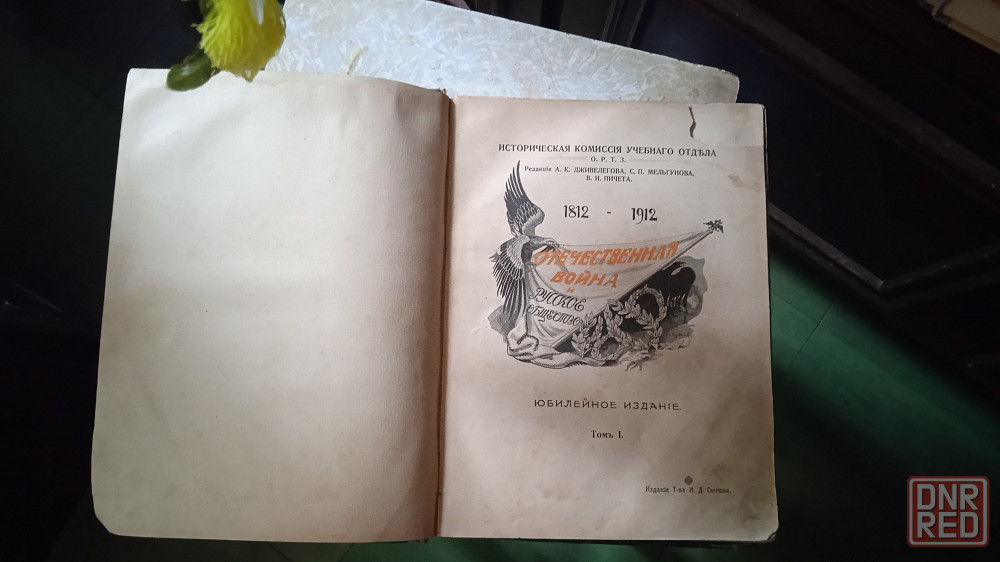 ИСТОРИЧЕСКАЯ КОМИССІЯ УЧЕБНАГО ОТДѢЛА
О. Р. Т. З.
Редакція А. К. ДЖИВЕЛЕГОВА, С. П. МЕЛЬГУНОВА,
В. И. ПИЧЕТА.
1812 - 1912
ОТЕЧЕСТВЕННАЯ
ВОЙНА
И
РУССКОЕ
ОБЩЕСТВО
ЮБИЛЕЙНОЕ ИЗДАНІЕ.
Томъ I.
Изданіе Т-ва И. Д. Сытина.
DNR
RED